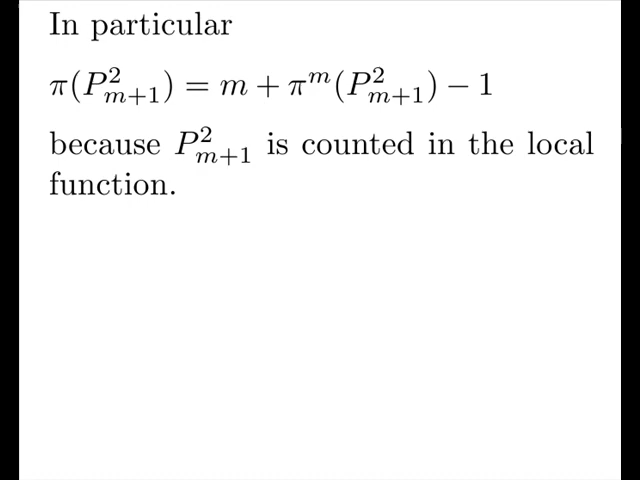 In particular
π(P²ₘ₊₁) = m + πᵐ(P²ₘ₊₁) − 1
because P²ₘ₊₁ is counted in the local
function.